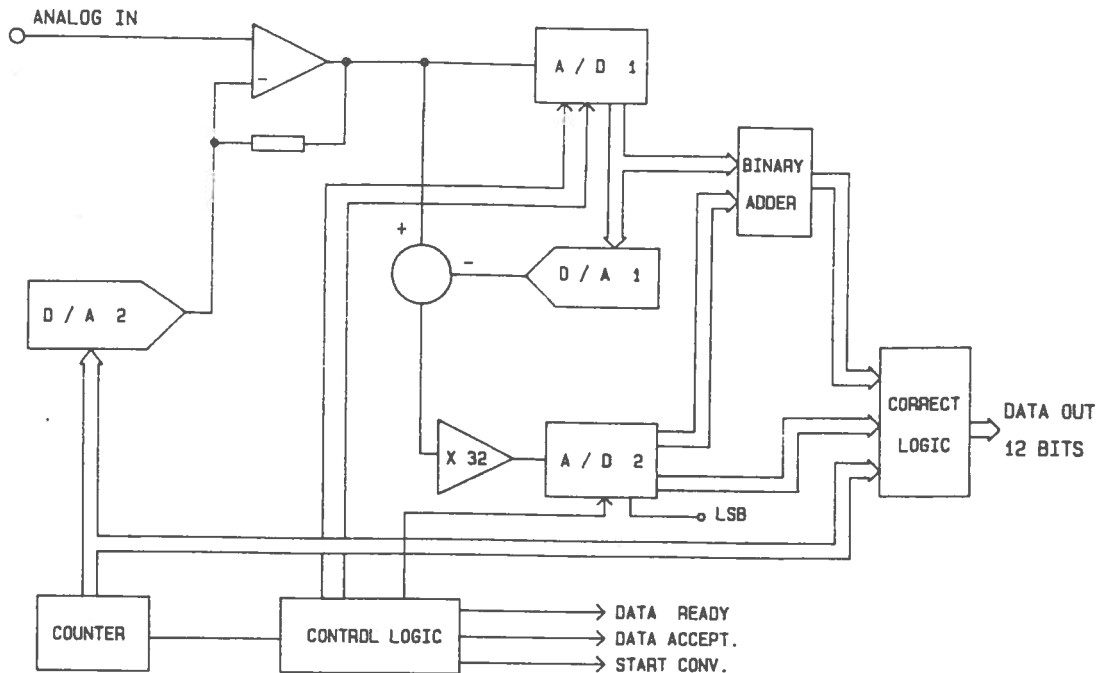 ANALOG IN
-
A / D 1
BINARY
ADDER
+
-
D / A 1
D / A 2
CORRECT
LOGIC
DATA OUT
12 BITS
X 32
A / D 2
LSB
COUNTER
CONTROL LOGIC
DATA READY
DATA ACCEPT.
START CONV.